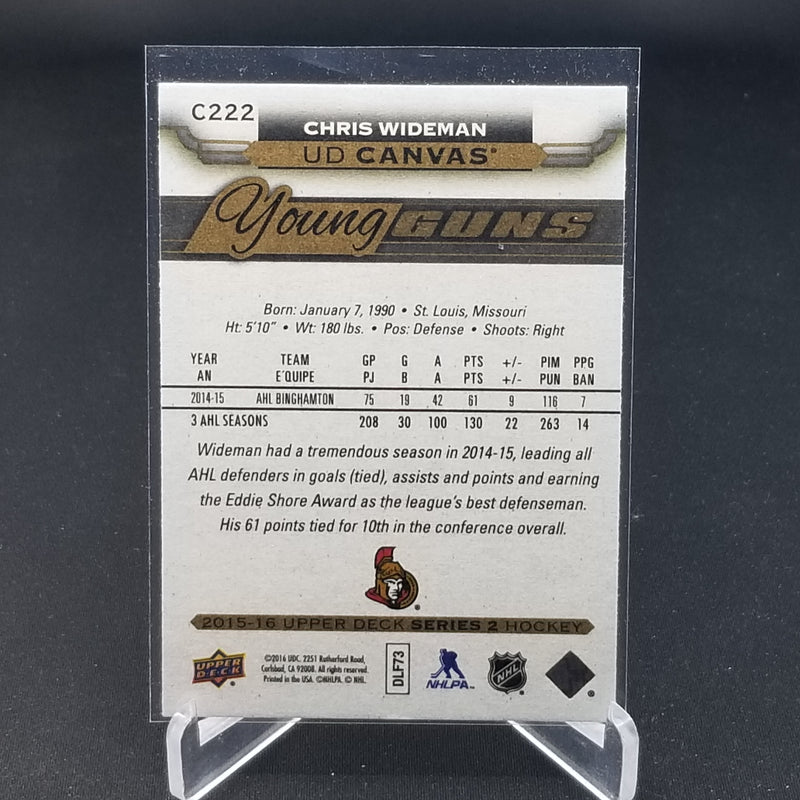 C222
CHRIS WIDEMAN
UD CANVAS®
Young GUNS
Born: January 7, 1990 • St. Louis, Missouri
Ht: 5'10" • Wt: 180 lbs. • Pos: Defense • Shoots: Right
YEAR TEAM GP G A PTS +/- PIM PPG
AN E´QUIPE PJ B A PTS +/- PUN BAN
2014-15 AHL BINGHAMTON 75 19 42 61 9 116 7
3 AHL SEASONS 208 30 100 130 22 263 14
Wideman had a tremendous season in 2014-15, leading all
AHL defenders in goals (tied), assists and points and earning
the Eddie Shore Award as the league's best defenseman.
His 61 points tied for 10th in the conference overall.
2015-16 UPPER DECK SERIES 2 HOCKEY
UPPER DECK
©2016 UDC. 2251 Rutherford Road,
Carlsbad, CA 92008. All rights reserved.
Printed in the USA. ©NHLPA. © NHL.
DLF73
NHLPA™
NHL